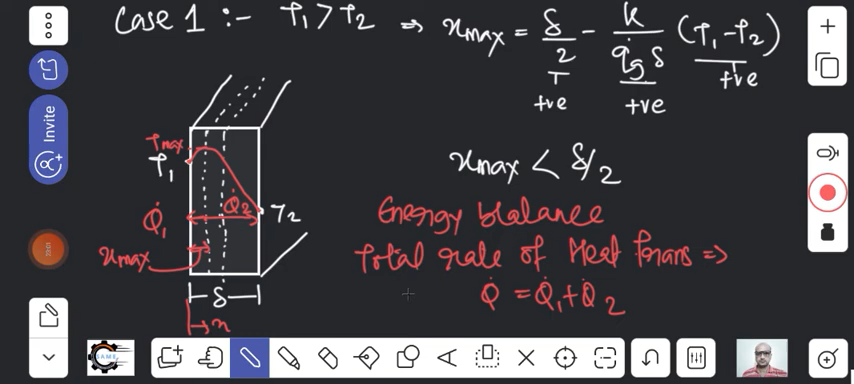 Case 1 :- T₁ > T₂ ⇒ xmax = δ/2 - k/(q̇g δ) (T₁ - T₂)
+ve +ve +ve
Tmax
T₁
xmax < δ/2
Q̇₁ Q̇₂ T₂
Energy balance
Total rate of Heat Trans ⇒
xmax
Q̇ = Q̇₁ + Q̇₂
δ
x
Invite